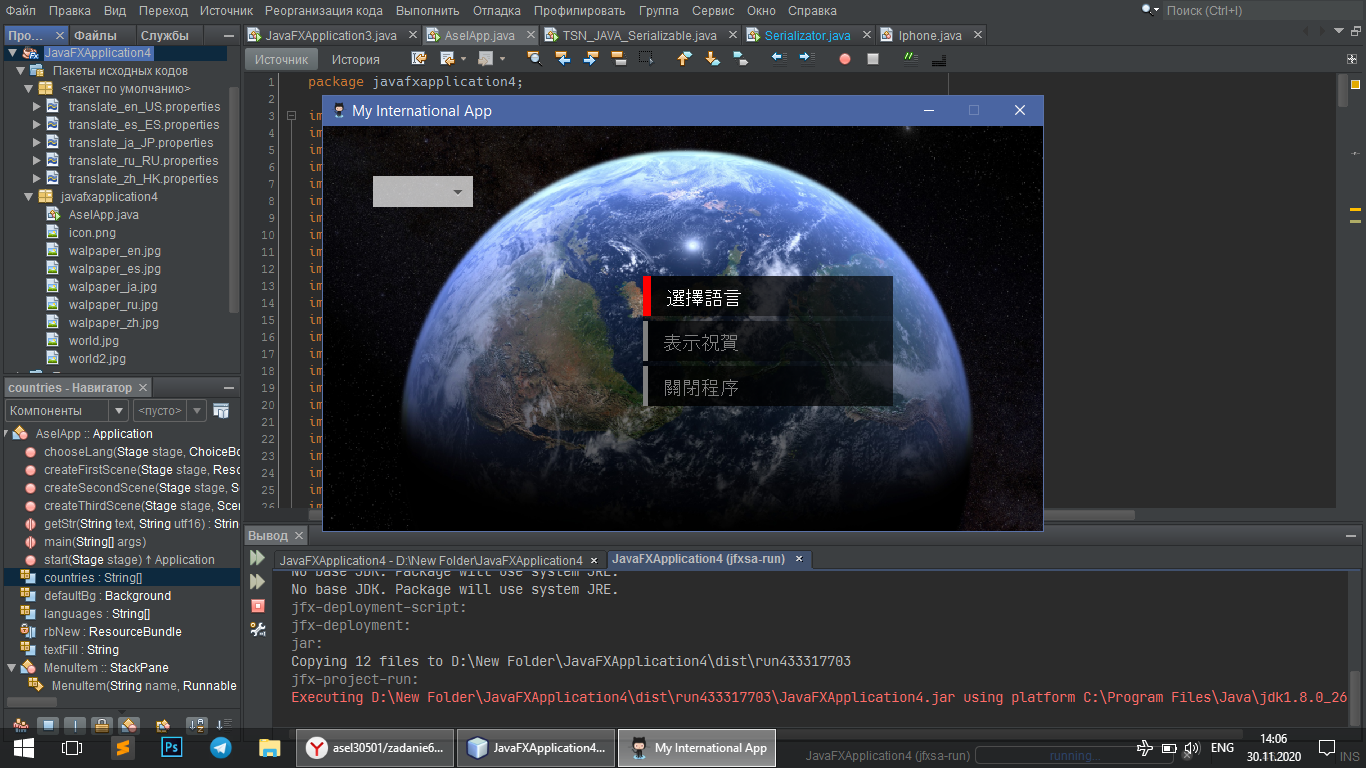 Файл Правка Вид Переход Источник Реорганизация кода Выполнить Отладка Профилировать Группа Сервис Окно Справка
Поиск (Ctrl+I)
Про... Файлы Службы
JavaFXApplication3.java AselApp.java TSN_JAVA_Serializable.java Serializator.java Iphone.java
JavaFXApplication4
Пакеты исходных кодов
<пакет по умолчанию>
translate_en_US.properties
translate_es_ES.properties
translate_ja_JP.properties
translate_ru_RU.properties
translate_zh_HK.properties
javafxapplication4
AselApp.java
icon.png
walpaper_en.jpg
walpaper_es.jpg
walpaper_ja.jpg
walpaper_ru.jpg
walpaper_zh.jpg
world.jpg
world2.jpg
Источник История
1 package javafxapplication4;
2
3 im
4 im
5 im
6 im
7 im
8 im
9 im
10 im
11 im
12 im
13 im
14 im
15 im
16 im
17 im
18 im
19 im
20 im
21 im
22 im
23 im
24 im
25 im
26 im
My International App
選擇語言
表示祝賀
關閉程序
countries - Навигатор
Компоненты <пусто>
AselApp :: Application
chooseLang(Stage stage, ChoiceBo
createFirstScene(Stage stage, Reso
createSecondScene(Stage stage, S
createThirdScene(Stage stage, Scen
getStr(String text, String utf16) : Strin
main(String[] args)
start(Stage stage) ↑ Application
countries : String[]
defaultBg : Background
languages : String[]
rbNew : ResourceBundle
textFill : String
MenuItem :: StackPane
MenuItem(String name, Runnable
Вывод
JavaFXApplication4 - D:\New Folder\JavaFXApplication4 JavaFXApplication4 (jfxsa-run)
No base JDK. Package will use system JRE.
No base JDK. Package will use system JRE.
jfx-deployment-script:
jfx-deployment:
jar:
Copying 12 files to D:\New Folder\JavaFXApplication4\dist\run433317703
jfx-project-run:
Executing D:\New Folder\JavaFXApplication4\dist\run433317703\JavaFXApplication4.jar using platform C:\Program Files\Java\jdk1.8.0_26
JavaFXApplication4 (jfxsa-run) running... INS
asel30501/zadanie6... JavaFXApplication4... My International App
ENG
14:06
30.11.2020